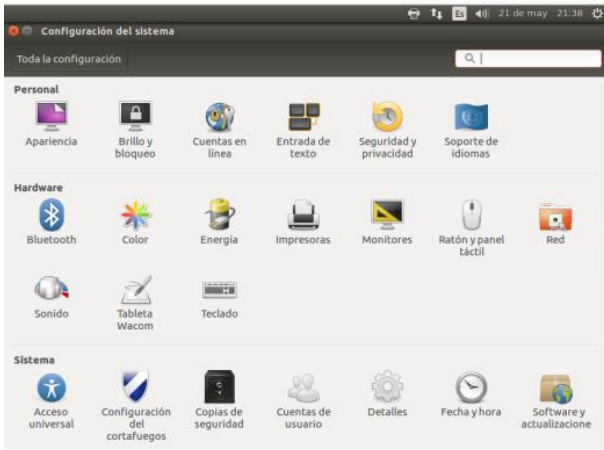 Es 21 de may 21:38
Configuración del sistema
Toda la configuración
Personal
Apariencia
Brillo y
bloqueo
Cuentas en
línea
Entrada de
texto
Seguridad y
privacidad
Soporte de
idiomas
Hardware
Bluetooth
Color
Energía
Impresoras
Monitores
Ratón y panel
táctil
Red
Sonido
Tableta
Wacom
Teclado
Sistema
Acceso
universal
Configuración
del
cortafuegos
Copias de
seguridad
Cuentas de
usuario
Detalles
Fecha y hora
Software y
actualizacione